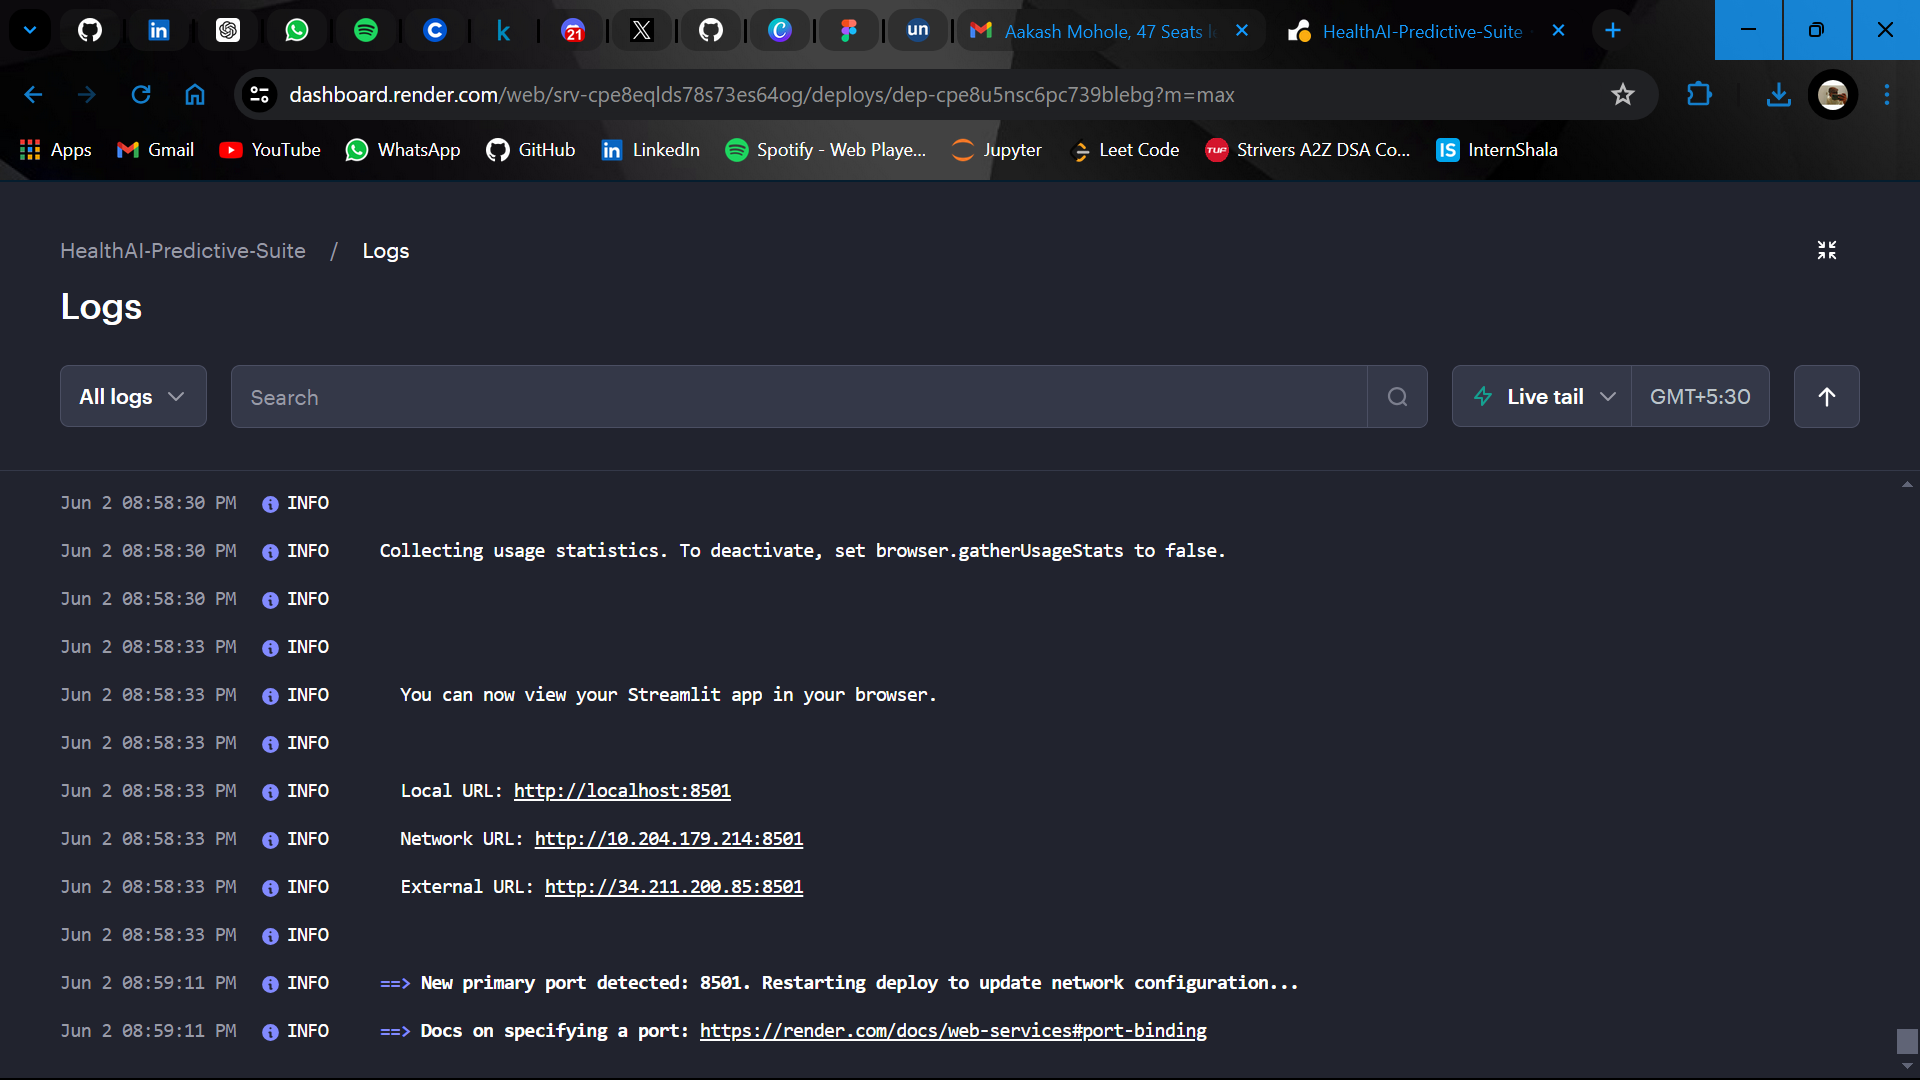 in
21
X
un
Aakash Mohole, 47 Seats l
HealthAI-Predictive-Suite
dashboard.render.com/web/srv-cpe8eqlds78s73es64og/deploys/dep-cpe8u5nsc6pc739blebg?m=max
Apps Gmail YouTube WhatsApp GitHub in LinkedIn Spotify - Web Playe... Jupyter Leet Code TUF Strivers A2Z DSA Co... IS InternShala
HealthAI-Predictive-Suite / Logs
Logs
All logs Search Live tail GMT+5:30
Jun 2 08:58:30 PM INFO
Jun 2 08:58:30 PM INFO Collecting usage statistics. To deactivate, set browser.gatherUsageStats to false.
Jun 2 08:58:30 PM INFO
Jun 2 08:58:33 PM INFO
Jun 2 08:58:33 PM INFO You can now view your Streamlit app in your browser.
Jun 2 08:58:33 PM INFO
Jun 2 08:58:33 PM INFO Local URL: http://localhost:8501
Jun 2 08:58:33 PM INFO Network URL: http://10.204.179.214:8501
Jun 2 08:58:33 PM INFO External URL: http://34.211.200.85:8501
Jun 2 08:58:33 PM INFO
Jun 2 08:59:11 PM INFO ==> New primary port detected: 8501. Restarting deploy to update network configuration...
Jun 2 08:59:11 PM INFO ==> Docs on specifying a port: https://render.com/docs/web-services#port-binding